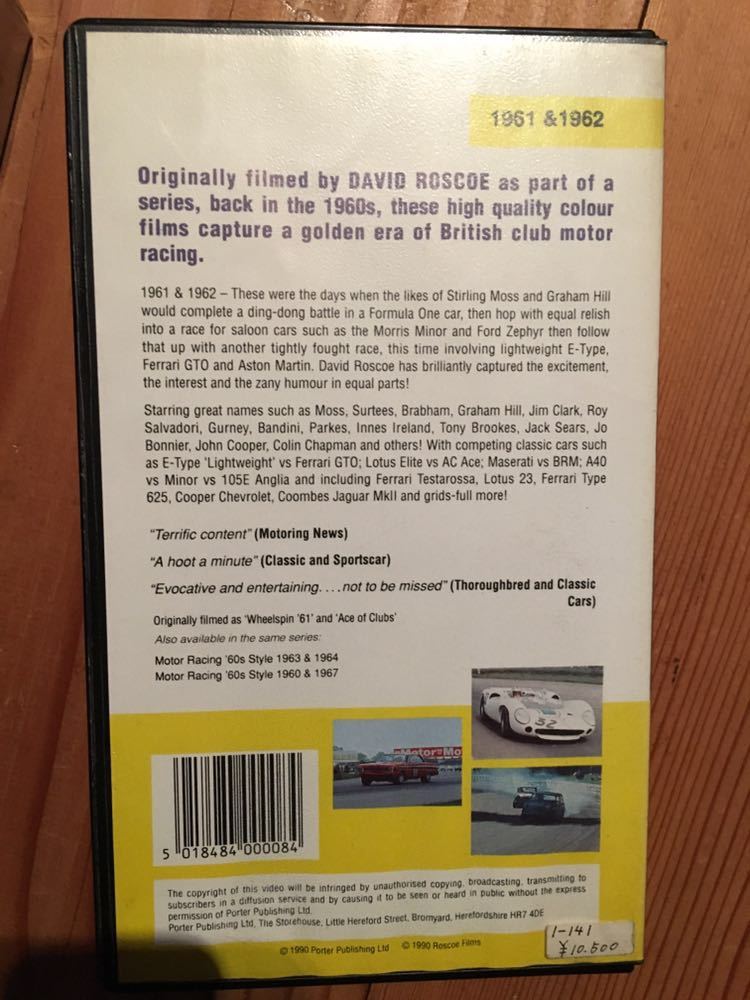 1961 &1962
Originally filmed by DAVID ROSCOE as part of a
series, back in the 1960s, these high quality colour
films capture a golden era of British club motor
racing.
1961 & 1962 – These were the days when the likes of Stirling Moss and Graham Hill
would complete a ding-dong battle in a Formula One car, then hop with equal relish
into a race for saloon cars such as the Morris Minor and Ford Zephyr then follow
that up with another tightly fought race, this time involving lightweight E-Type,
Ferrari GTO and Aston Martin. David Roscoe has brilliantly captured the excitement,
the interest and the zany humour in equal parts!
Starring great names such as Moss, Surtees, Brabham, Graham Hill, Jim Clark, Roy
Salvadori, Gurney, Bandini, Parkes, Innes Ireland, Tony Brookes, Jack Sears, Jo
Bonnier, John Cooper, Colin Chapman and others! With competing classic cars such
as E-Type 'Lightweight' vs Ferrari GTO; Lotus Elite vs AC Ace; Maserati vs BRM; A40
vs Minor vs 105E Anglia and including Ferrari Testarossa, Lotus 23, Ferrari Type
625, Cooper Chevrolet, Coombes Jaguar MkII and grids-full more!
"Terrific content" (Motoring News)
"A hoot a minute" (Classic and Sportscar)
"Evocative and entertaining. . . . not to be missed" (Thoroughbred and Classic
Cars)
Originally filmed as 'Wheelspin '61' and 'Ace of Clubs'
Also available in the same series:
Motor Racing '60s Style 1963 & 1964
Motor Racing '60s Style 1960 & 1967
52
Motor Mo
5 018484 000084
The copyright of this video will be infringed by unauthorised copying, broadcasting, transmitting to
subscribers in a diffusion service and by causing it to be seen or heard in public without the express
permission of Porter Publishing Ltd.
Porter Publishing Ltd, The Storehouse, Little Hereford Street, Bromyard, Herefordshire HR7 4DE
© 1990 Porter Publishing Ltd © 1990 Roscoe Films
1-141
¥10.500